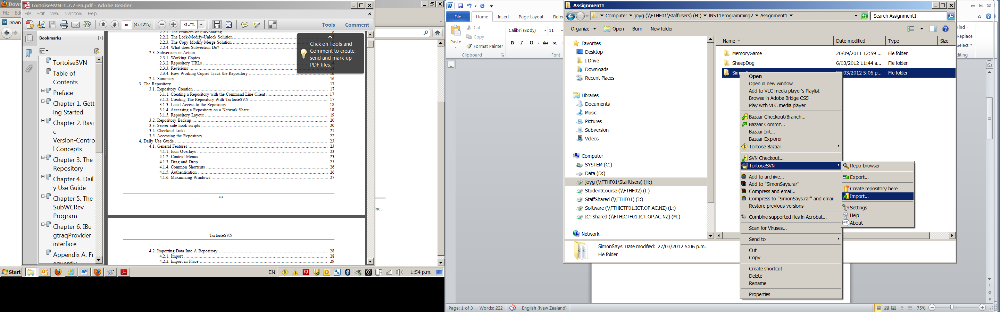 Down
TortoiseSVN-1.7.7-en.pdf - Adobe Reader
File
File Edit View Window Help
Down
iii (3 of 215) 81.7% Tools Comment
Bookmarks
TortoiseSVN
Table of
Contents
Preface
Chapter 1. Gett
ing Started
Chapter 2. Basi
c
Version-Contro
l Concepts
Chapter 3. The
Repository
Chapter 4. Dail
y Use Guide
Chapter 5. The
SubWCRev
Program
Chapter 6. IBu
gtraqProvider
interface
Appendix A. Fr
equently
2.2.1. The Problem of File-Sharing 8
2.2.2. The Lock-Modify-Unlock Solution
2.2.3. The Copy-Modify-Merge Solution
2.2.4. What does Subversion Do?
2.3. Subversion in Action
2.3.1. Working Copies
2.3.2. Repository URLs
2.3.3. Revisions
2.3.4. How Working Copies Track the Repository 16
2.4. Summary 16
3. The Repository 17
3.1. Repository Creation 17
3.1.1. Creating a Repository with the Command Line Client 17
3.1.2. Creating The Repository With TortoiseSVN 17
3.1.3. Local Access to the Repository 18
3.1.4. Accessing a Repository on a Network Share 18
3.1.5. Repository Layout 19
3.2. Repository Backup 20
3.3. Server side hook scripts 20
3.4. Checkout Links 21
3.5. Accessing the Repository 22
4. Daily Use Guide 23
4.1. General Features 23
4.1.1. Icon Overlays 23
4.1.2. Context Menus 23
4.1.3. Drag and Drop 25
4.1.4. Common Shortcuts 26
4.1.5. Authentication 26
4.1.6. Maximizing Windows 27
iii
TortoiseSVN
4.2. Importing Data Into A Repository 28
4.2.1. Import 28
4.2.2. Import in Place 29
Click on Tools and
Comment to create,
send and mark-up
PDF files.
nc.
Start
EN
1:54 p.m.
File Home Insert Page Layout Refer
Paste
Cut
Copy
Format Painter
Clipboard
Calibri (Body) 11
B I U abc x
Font
Find
Replace
Select
diting
Page: 1 of 3 Words: 222 English (New Zealand)
75%
Assignment1
Computer joyg (\\FTHF01\StaffUsers) (H:) IN511Programming2 Assignment1
Search Assignment1
Organize Open Burn New folder
Favorites
Desktop
I Drive
Downloads
Recent Places
Libraries
Documents
Music
Pictures
Subversion
Videos
Computer
SYSTEM (C:)
Data (D:)
joyg (\\FTHF01\StaffUsers) (H:)
StudentCourse (\\FTHF02) (I:)
StaffShared (\\FTHF01) (J:)
Software (\\FTHICTF01.ICT.OP.AC.NZ) (L:)
ICTShared (\\FTHICTF01.ICT.OP.AC.NZ) (M:)
Network
Name Date modified Type Size
MemoryGame 20/09/2011 12:59 ... File folder
SheepDog 6/03/2012 11:44 a... File folder
/03/2012 5:06 p... File folder
SimonSays Date modified: 27/03/2012 5:06 p.m.
File folder
Open
Open in new window
Add to VLC media player's Playlist
Browse in Adobe Bridge CS5
Play with VLC media player
Bazaar Checkout/Branch...
Bazaar Commit...
Bazaar Init...
Bazaar Explorer
Tortoise Bazaar
SVN Checkout...
TortoiseSVN
Add to archive...
Add to "SimonSays.rar"
Compress and email...
Compress to "SimonSays.rar" and email
Restore previous versions
Combine supported files in Acrobat...
Scan for Viruses...
Send to
Cut
Copy
Create shortcut
Delete
Rename
Properties
Repo-browser
Export...
Create repository here
Import...
Settings
Help
About